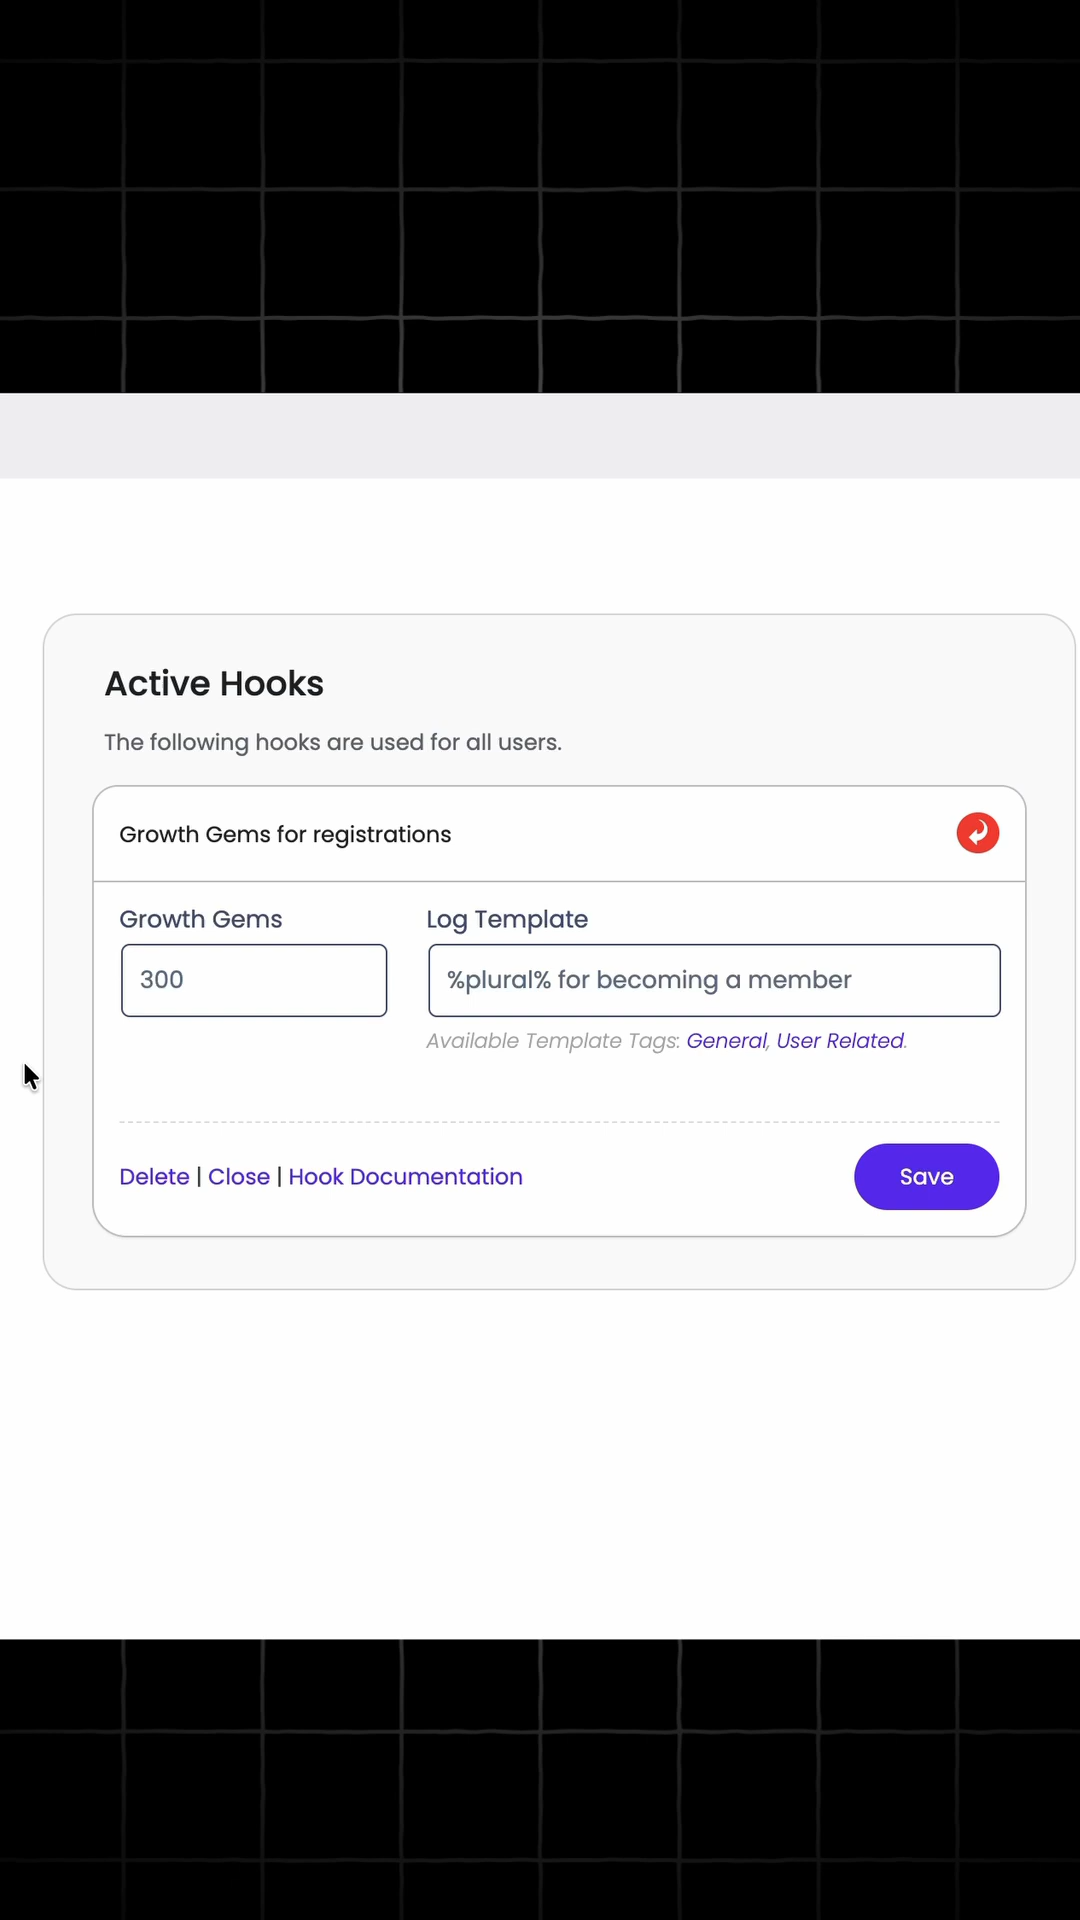 Active Hooks
The following hooks are used for all users.
Growth Gems for registrations
Growth Gems
Log Template
300
%plural% for becoming a member
Available Template Tags: General, User Related.
Delete | Close | Hook Documentation
Save